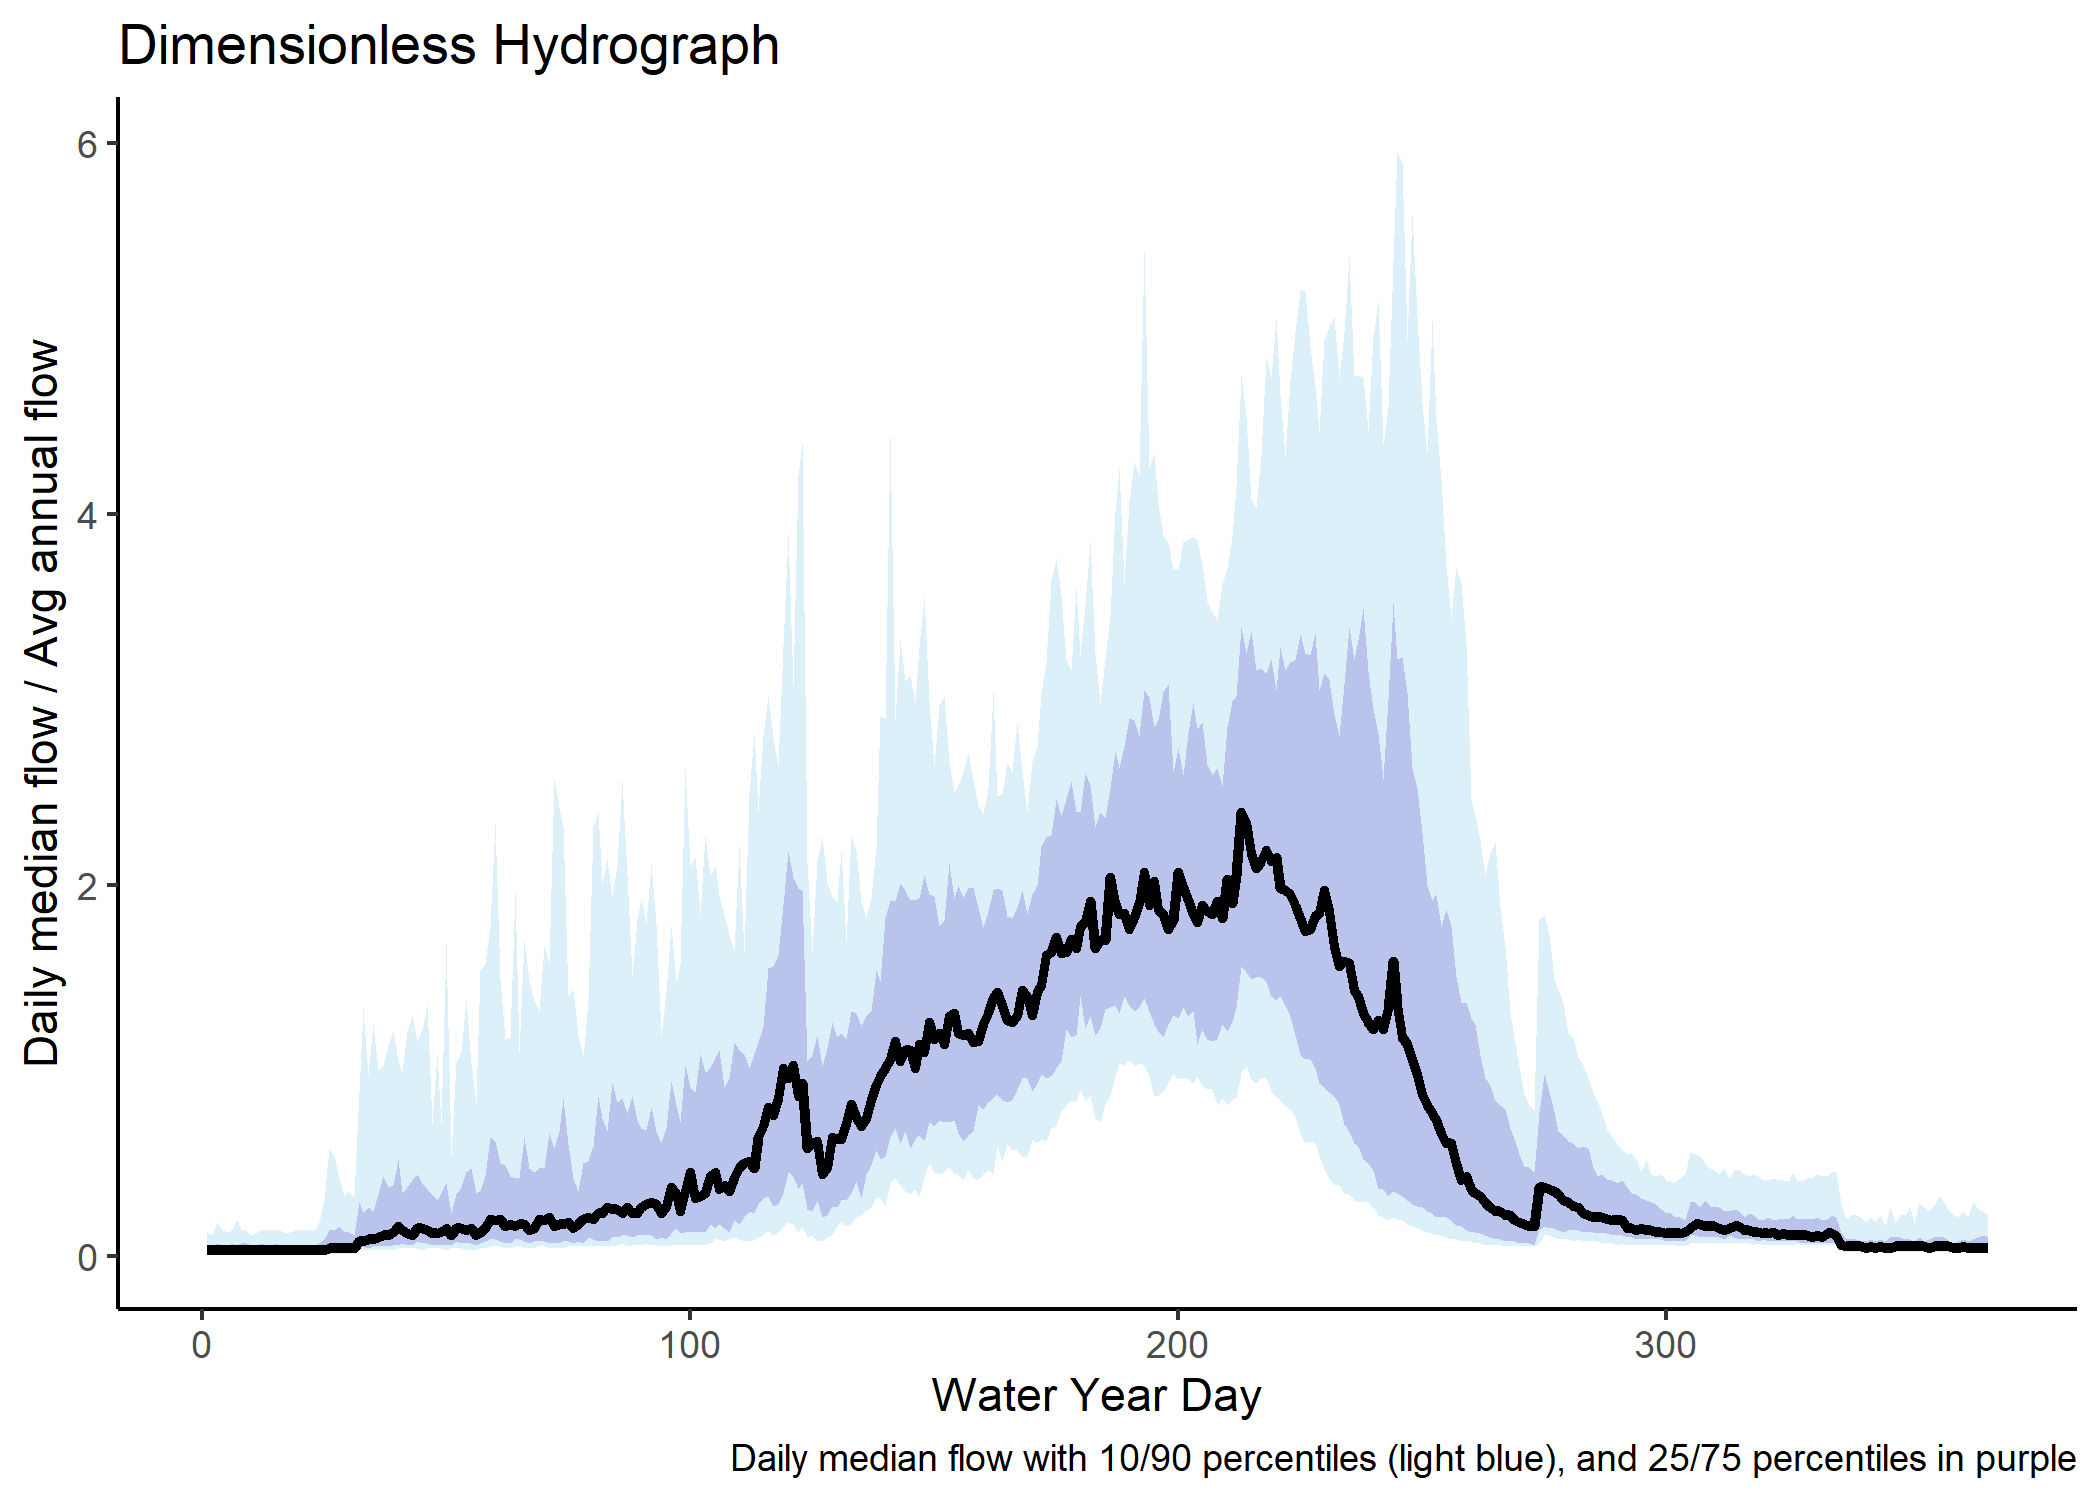 Dimensionless Hydrograph
Daily median flow / Avg annual flow
6
4
2
0
0 100 200 300
Water Year Day
Daily median flow with 10/90 percentiles (light blue), and 25/75 percentiles in purple